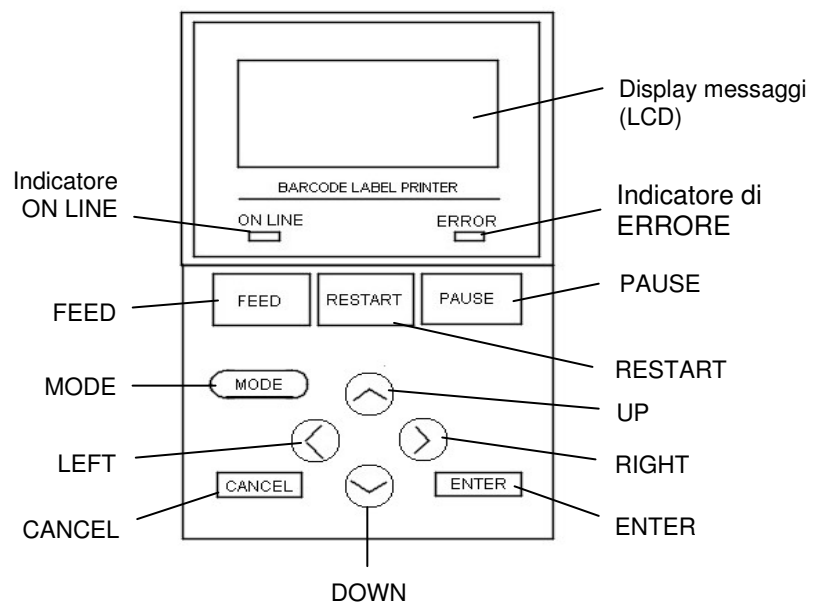 Display messaggi
(LCD)
Indicatore
ON LINE
BARCODE LABEL PRINTER
ON LINE
ERROR
Indicatore di
ERRORE
FEED
FEED
RESTART
PAUSE
PAUSE
RESTART
MODE
MODE
UP
LEFT
RIGHT
CANCEL
CANCEL
ENTER
ENTER
DOWN